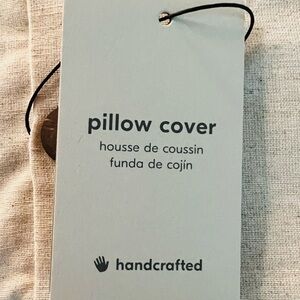 pillow cover
housse de coussin
funda de cojín
handcrafted